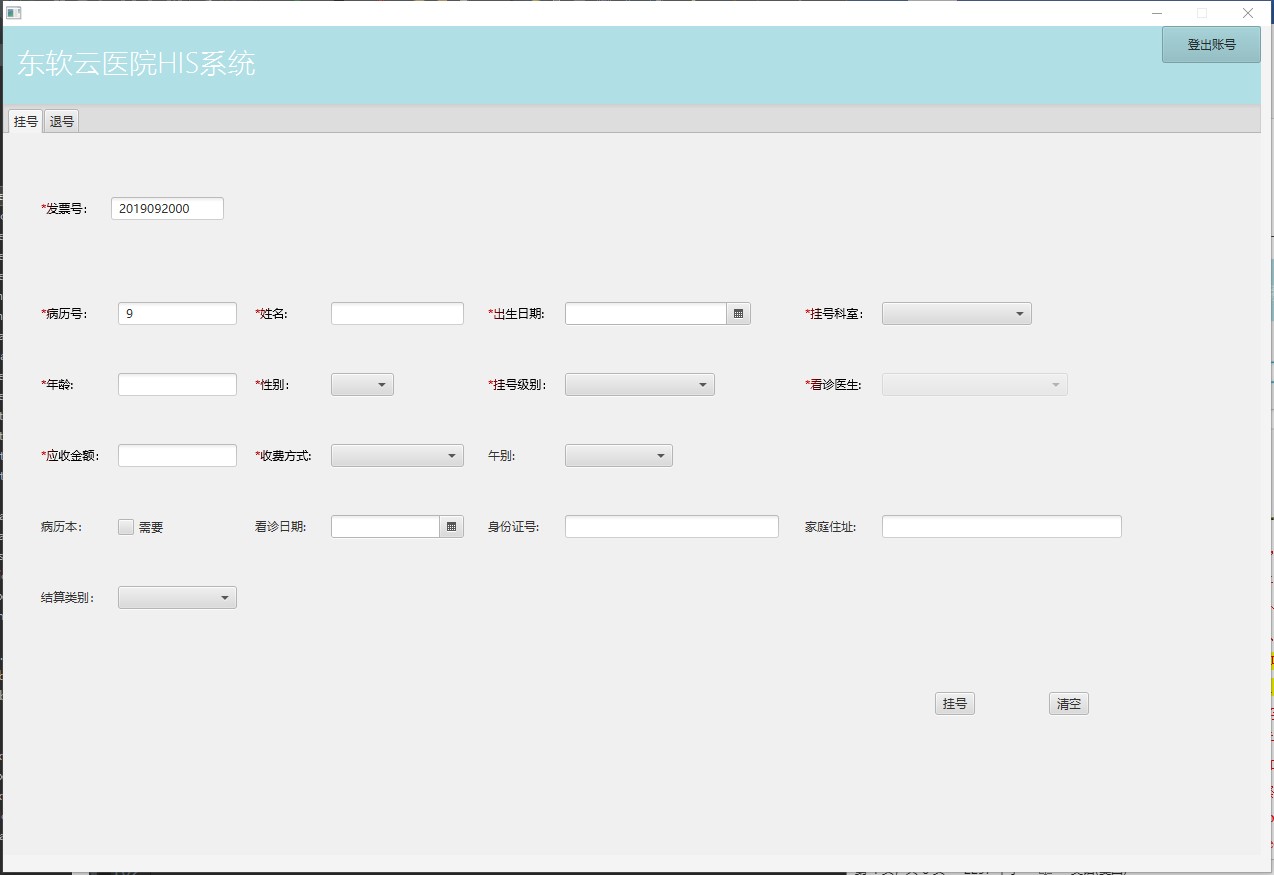 登出账号
东软云医院HIS系统
挂号 退号
*发票号： 2019092000
*病历号： 9 *姓名: *出生日期: *挂号科室：
*年龄: *性别： *挂号级别： *看诊医生:
*应收金额: *收费方式: 午别:
病历本： 需要 看诊日期: 身份证号: 家庭住址:
结算类别：
挂号 清空